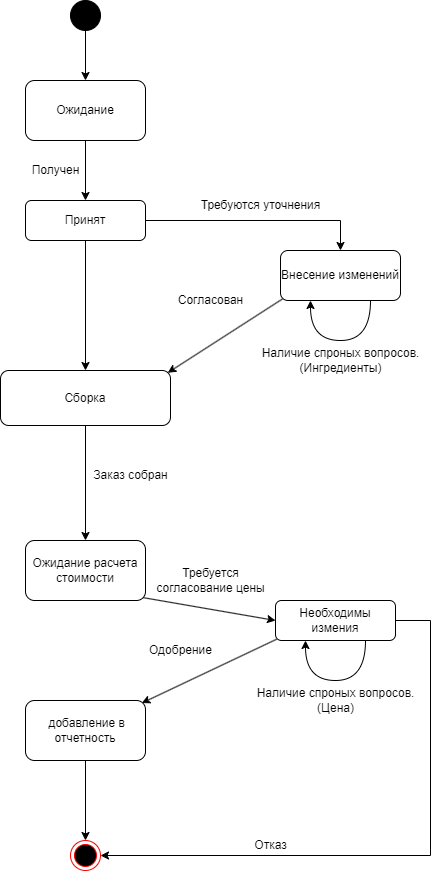 Ожидание
Получен
Принят
Требуются уточнения
Внесение изменений
Согласован
Наличие спроных вопросов.
(Ингредиенты)
Сборка
Заказ собран
Ожидание расчета
стоимости
Требуется
согласование цены
Необходимы
измения
Одобрение
Наличие спроных вопросов.
(Цена)
добавление в
отчетность
Отказ